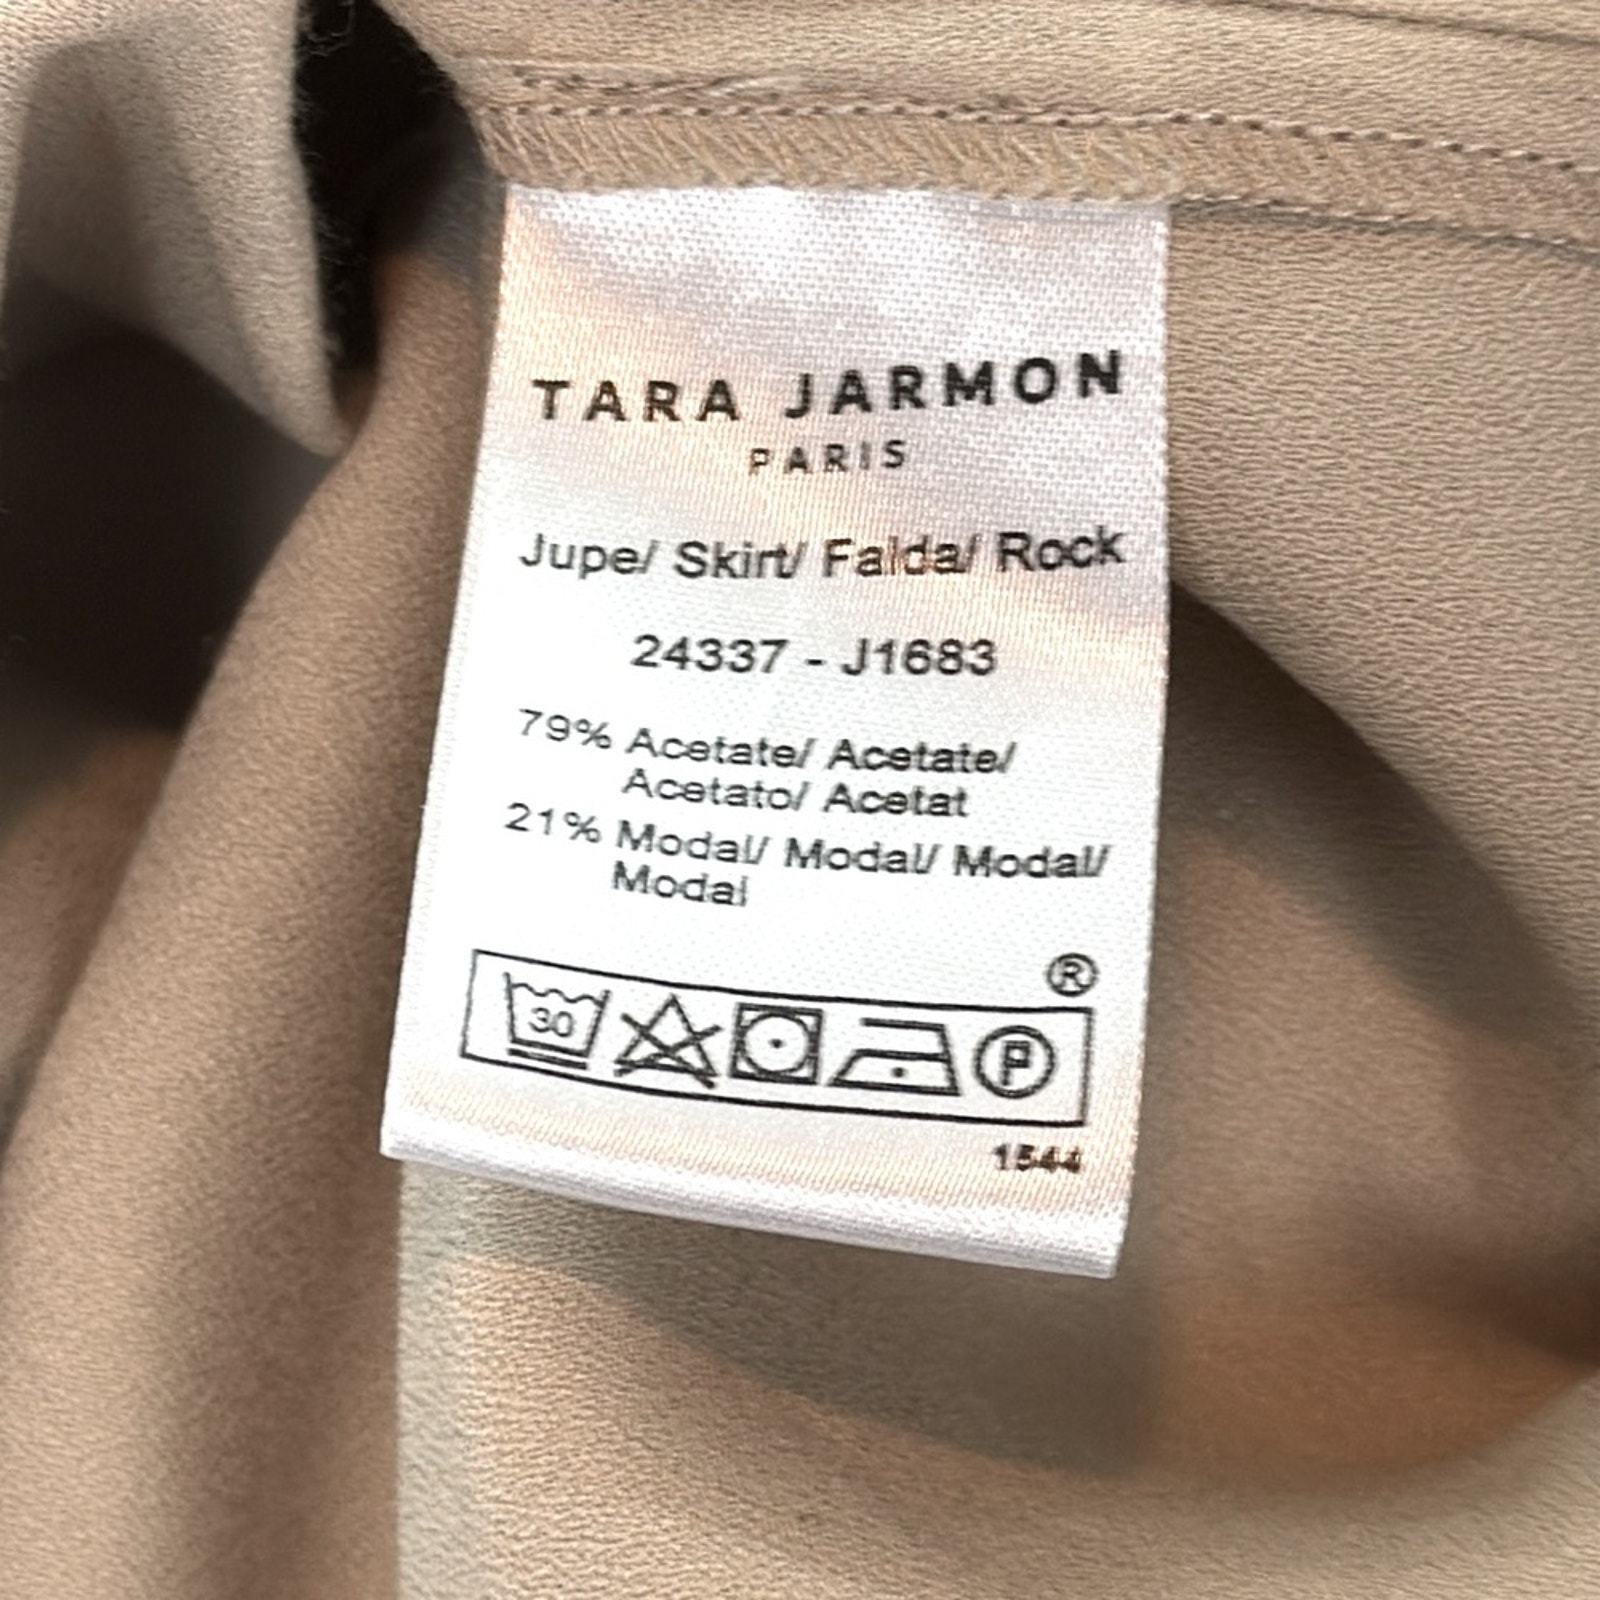 TARA JARMON
PARIS
Jupe/ Skirt/ Falda/ Rock
24337 - J1683
79% Acetate/ Acetate/
Acetato/ Acetat
21% Modal/ Modal/ Modal/
Modal
®
30
P
1544